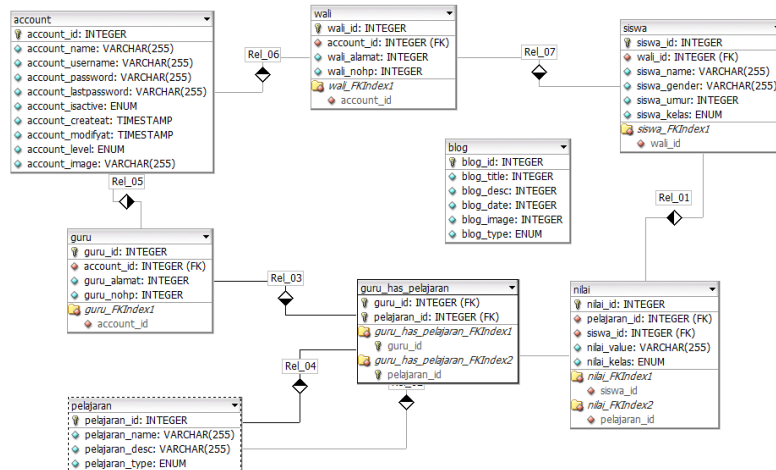 account
account_id: INTEGER
account_name: VARCHAR(255)
account_username: VARCHAR(255)
account_password: VARCHAR(255)
account_lastpassword: VARCHAR(255)
account_isactive: ENUM
account_createat: TIMESTAMP
account_modifyat: TIMESTAMP
account_level: ENUM
account_image: VARCHAR(255)
Rel_06
wali
wali_id: INTEGER
account_id: INTEGER (FK)
wali_alamat: INTEGER
wali_nohp: INTEGER
wali_FKIndex1
account_id
Rel_07
siswa
siswa_id: INTEGER
wali_id: INTEGER (FK)
siswa_name: VARCHAR(255)
siswa_gender: VARCHAR(255)
siswa_umur: INTEGER
siswa_kelas: ENUM
siswa_FKIndex1
wali_id
blog
blog_id: INTEGER
blog_title: INTEGER
blog_desc: INTEGER
blog_date: INTEGER
blog_image: INTEGER
blog_type: ENUM
Rel_05
Rel_01
guru
guru_id: INTEGER
account_id: INTEGER (FK)
guru_alamat: INTEGER
guru_nohp: INTEGER
guru_FKIndex1
account_id
Rel_03
guru_has_pelajaran
guru_id: INTEGER (FK)
pelajaran_id: INTEGER (FK)
guru_has_pelajaran_FKIndex1
guru_id
guru_has_pelajaran_FKIndex2
pelajaran_id
nilai
nilai_id: INTEGER
pelajaran_id: INTEGER (FK)
siswa_id: INTEGER (FK)
nilai_value: VARCHAR(255)
nilai_kelas: ENUM
nilai_FKIndex1
siswa_id
nilai_FKIndex2
pelajaran_id
Rel_04
pelajaran
pelajaran_id: INTEGER
pelajaran_name: VARCHAR(255)
pelajaran_desc: VARCHAR(255)
pelajaran_type: ENUM